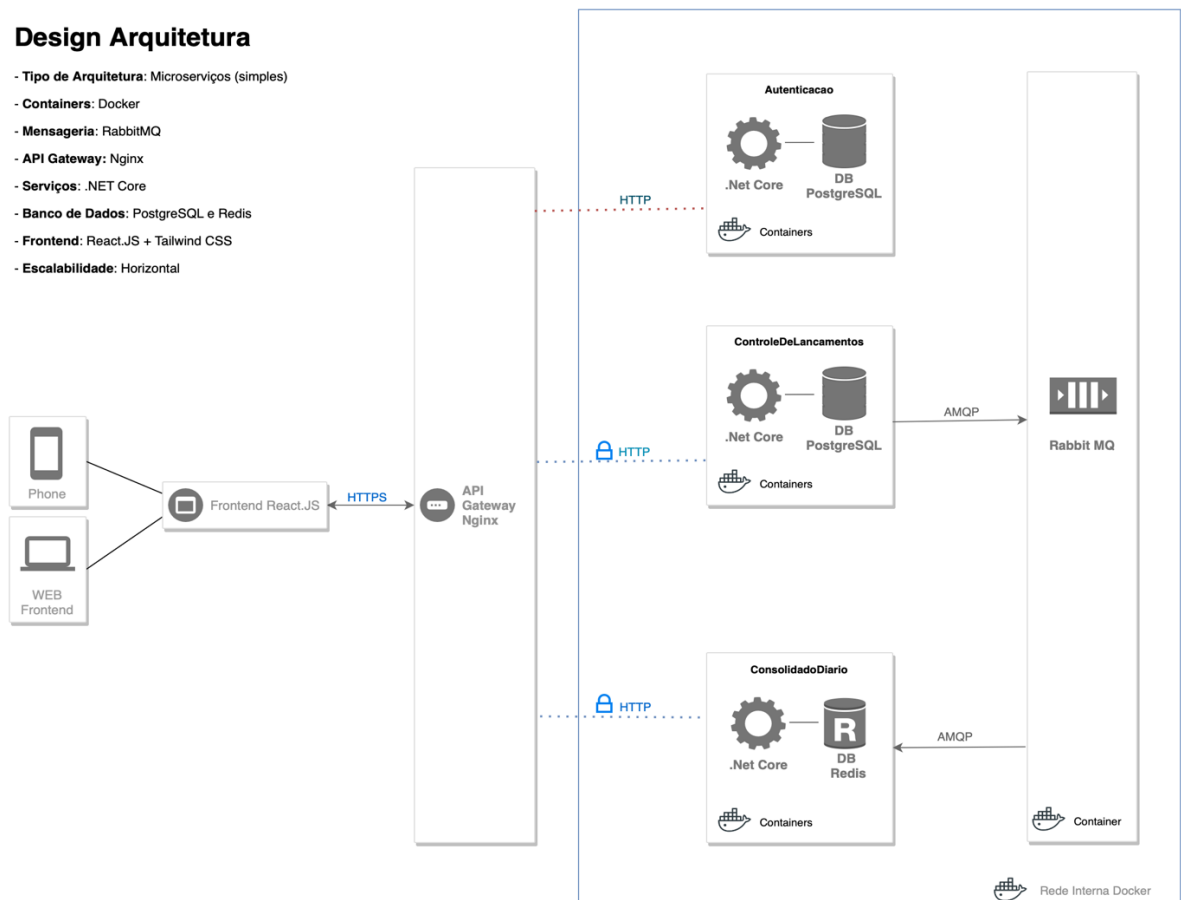 Design Arquitetura
- Tipo de Arquitetura: Microserviços (simples)
- Containers: Docker
- Mensageria: RabbitMQ
- API Gateway: Nginx
- Serviços: .NET Core
- Banco de Dados: PostgreSQL e Redis
- Frontend: React.JS + Tailwind CSS
- Escalabilidade: Horizontal
Phone
WEB
Frontend
Frontend React.JS
HTTPS
API
Gateway
Nginx
HTTP
Autenticacao
.Net Core
DB
PostgreSQL
Containers
HTTP
ControleDeLancamentos
.Net Core
DB
PostgreSQL
Containers
AMQP
Rabbit MQ
HTTP
ConsolidadoDiario
R
.Net Core
DB
Redis
Containers
AMQP
Container
Rede Interna Docker